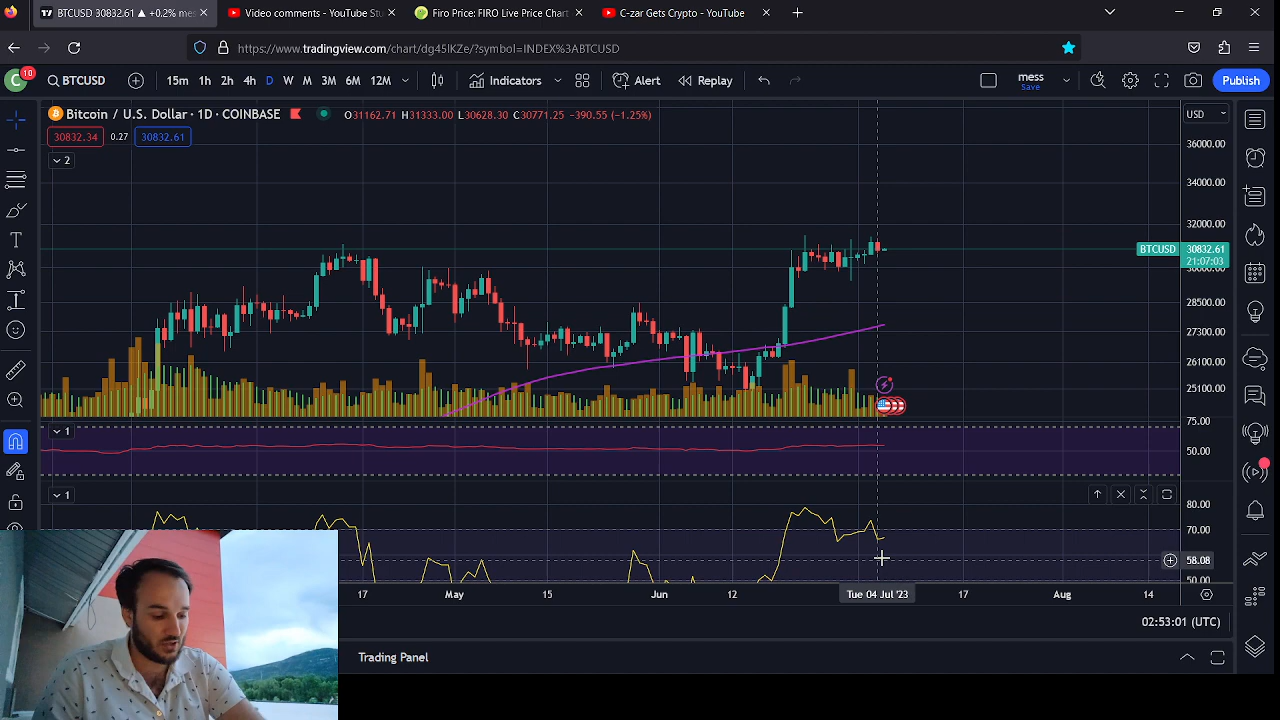 BTCUSD 30832.61 ▲ +0.2% mes
Video comments - YouTube Stu
Firo Price: FIRO Live Price Chart
C-zar Gets Crypto - YouTube
https://www.tradingview.com/chart/dg45lKZe/?symbol=INDEX%3ABTCUSD
C 10 BTCUSD 15m 1h 2h 4h D W M 3M 6M 12M Indicators Alert Replay mess Save Publish
Bitcoin / U.S. Dollar · 1D · COINBASE O31162.71 H31333.00 L30628.30 C30771.25 -390.55 (-1.25%) USD
30832.34 0.27 30832.61
36000.00
2
34000.00
32000.00
BTCUSD 30832.61
21:07:03
30000.00
28500.00
27300.00
26100.00
25100.00
75.00
1
50.00
1
80.00
70.00
58.08
50.00
17 May 15 Jun 12 Tue 04 Jul '23 17 Aug 14
02:53:01 (UTC)
Trading Panel